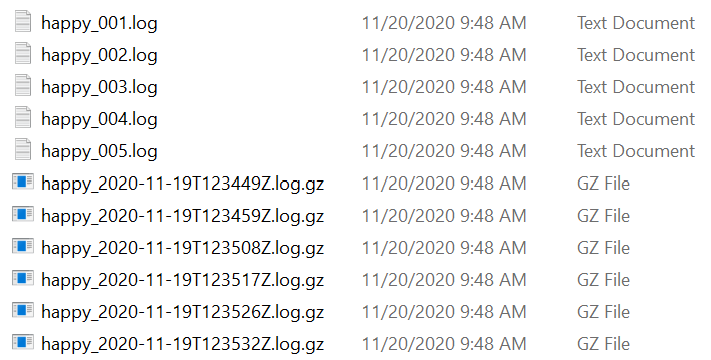 happy_001.log 11/20/2020 9:48 AM Text Document
happy_002.log 11/20/2020 9:48 AM Text Document
happy_003.log 11/20/2020 9:48 AM Text Document
happy_004.log 11/20/2020 9:48 AM Text Document
happy_005.log 11/20/2020 9:48 AM Text Document
happy_2020-11-19T123449Z.log.gz 11/20/2020 9:48 AM GZ File
happy_2020-11-19T123459Z.log.gz 11/20/2020 9:48 AM GZ File
happy_2020-11-19T123508Z.log.gz 11/20/2020 9:48 AM GZ File
happy_2020-11-19T123517Z.log.gz 11/20/2020 9:48 AM GZ File
happy_2020-11-19T123526Z.log.gz 11/20/2020 9:48 AM GZ File
happy_2020-11-19T123532Z.log.gz 11/20/2020 9:48 AM GZ File